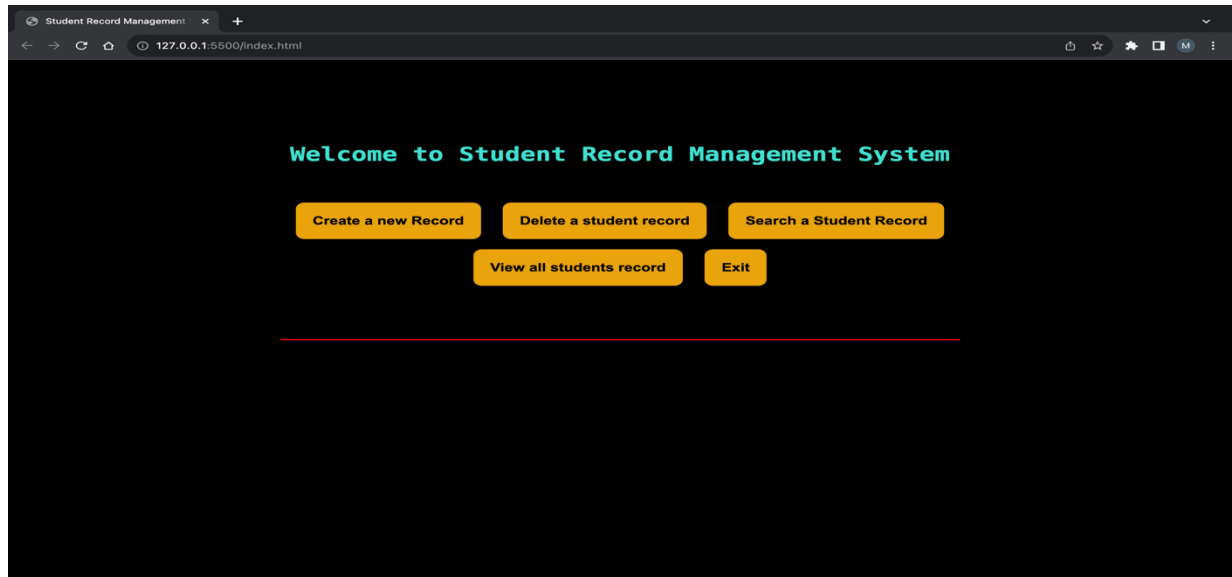 Student Record Management
127.0.0.1:5500/index.html
M
Welcome to Student Record Management System
Create a new Record
Delete a student record
Search a Student Record
View all students record
Exit